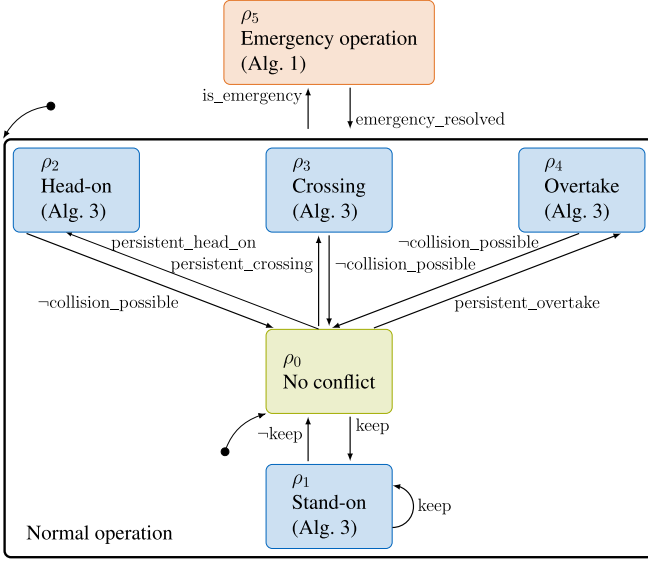 ρ5
Emergency operation
(Alg. 1)
is_emergency
emergency_resolved
ρ2
Head-on
(Alg. 3)
ρ3
Crossing
(Alg. 3)
ρ4
Overtake
(Alg. 3)
persistent_head_on
¬collision_possible
persistent_crossing
¬collision_possible
¬collision_possible
persistent_overtake
ρ0
No conflict
¬keep
keep
ρ1
Stand-on
(Alg. 3)
keep
Normal operation